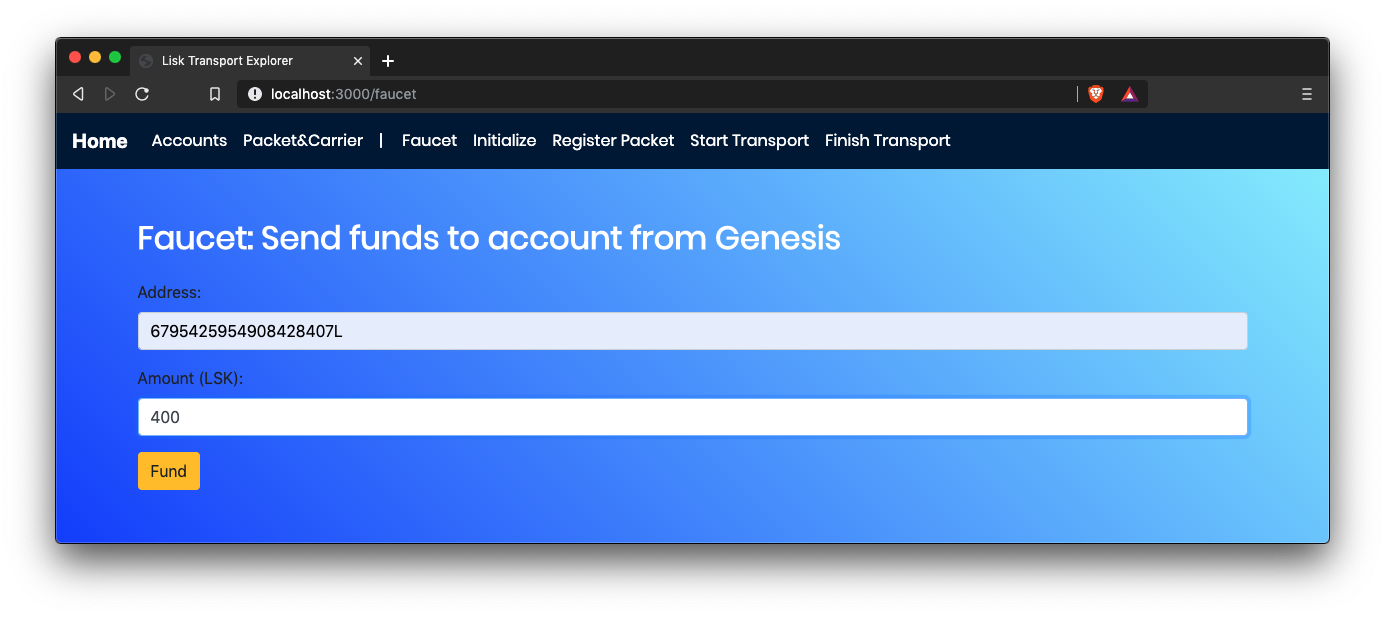 Lisk Transport Explorer
localhost:3000/faucet
Home Accounts Packet&Carrier | Faucet Initialize Register Packet Start Transport Finish Transport
Faucet: Send funds to account from Genesis
Address:
6795425954908428407L
Amount (LSK):
400
Fund